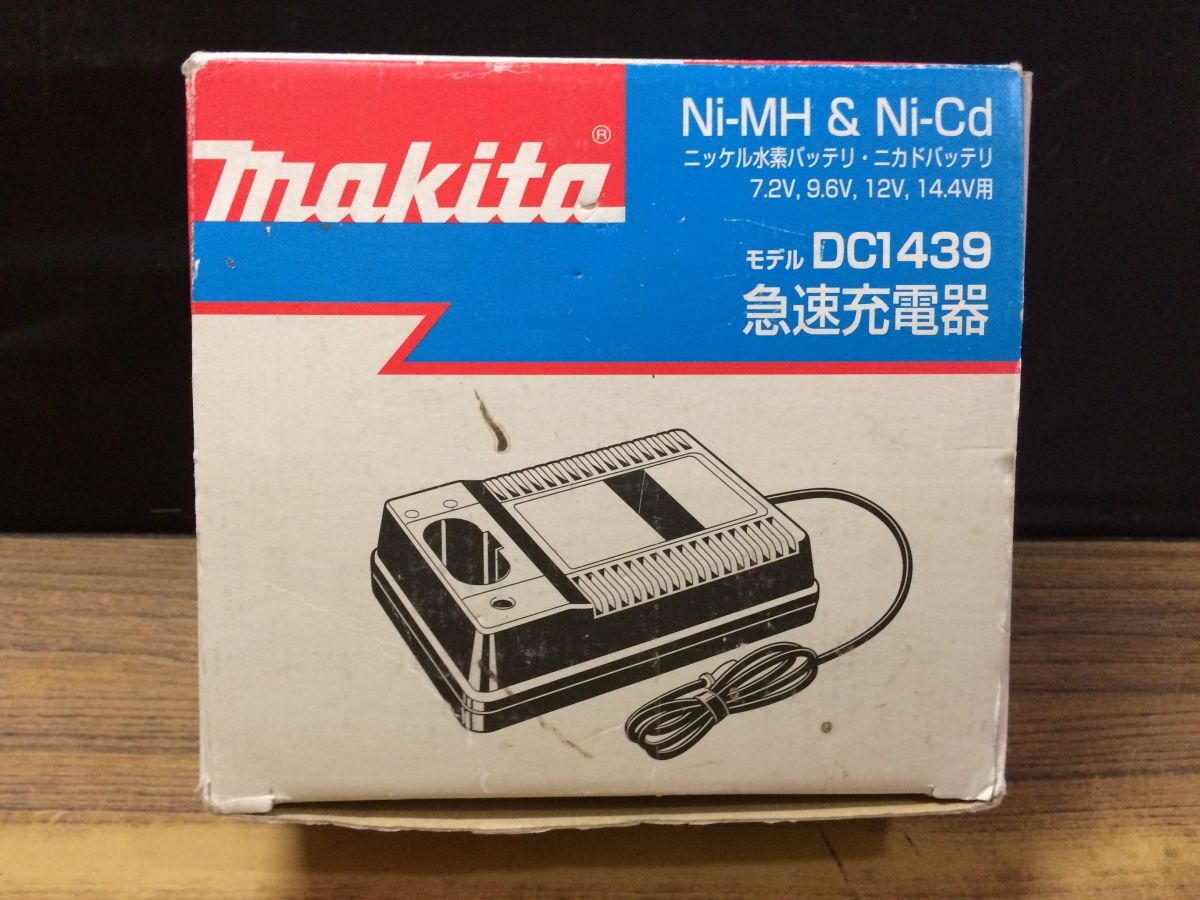 makita®
Ni-MH & Ni-Cd
ニッケル水素バッテリ・ニカドバッテリ
7.2V, 9.6V, 12V, 14.4V用
モデル DC1439
急速充電器